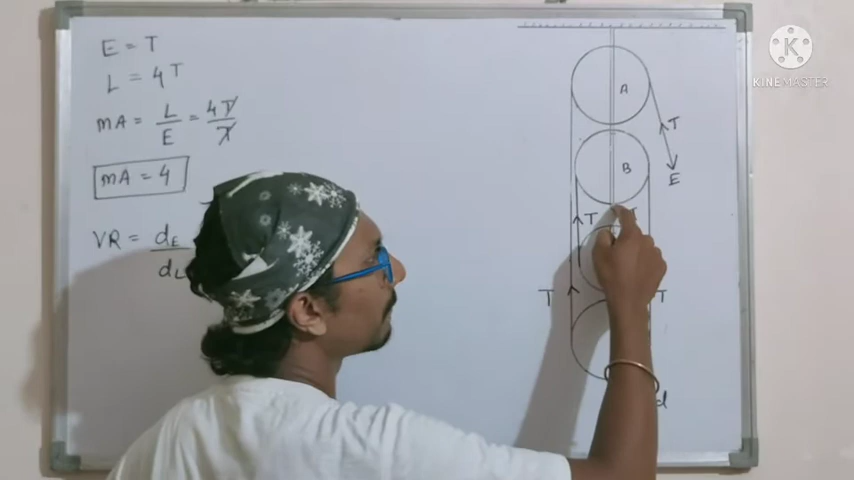 E = T
L = 4T
MA = L/E = 4T/T
MA = 4
VR = dE/dL
A
T
E
B
T
T
T
T
d
K
KINEMASTER